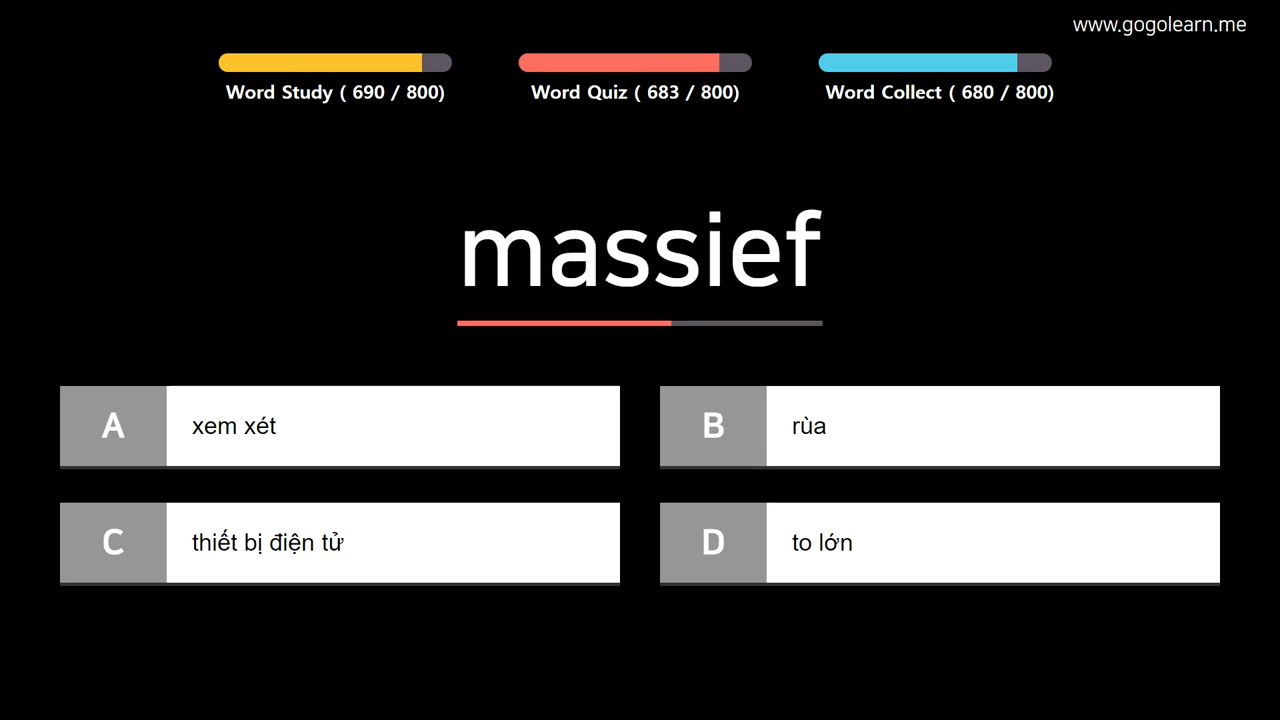 www.gogolearn.me
Word Study ( 690 / 800)
Word Quiz ( 683 / 800)
Word Collect ( 680 / 800)
massief
A xem xét
B rùa
C thiết bị điện tử
D to lớn